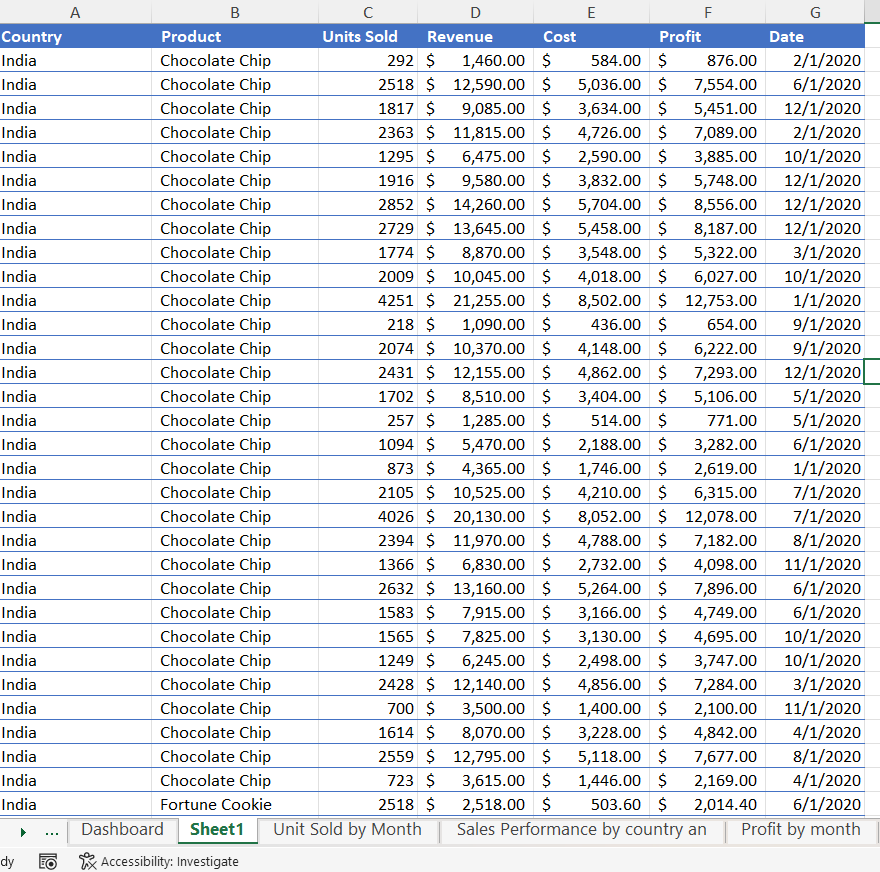 A B C D E F G
Country Product Units Sold Revenue Cost Profit Date
India Chocolate Chip 292 $ 1,460.00 $ 584.00 $ 876.00 2/1/2020
India Chocolate Chip 2518 $ 12,590.00 $ 5,036.00 $ 7,554.00 6/1/2020
India Chocolate Chip 1817 $ 9,085.00 $ 3,634.00 $ 5,451.00 12/1/2020
India Chocolate Chip 2363 $ 11,815.00 $ 4,726.00 $ 7,089.00 2/1/2020
India Chocolate Chip 1295 $ 6,475.00 $ 2,590.00 $ 3,885.00 10/1/2020
India Chocolate Chip 1916 $ 9,580.00 $ 3,832.00 $ 5,748.00 12/1/2020
India Chocolate Chip 2852 $ 14,260.00 $ 5,704.00 $ 8,556.00 12/1/2020
India Chocolate Chip 2729 $ 13,645.00 $ 5,458.00 $ 8,187.00 12/1/2020
India Chocolate Chip 1774 $ 8,870.00 $ 3,548.00 $ 5,322.00 3/1/2020
India Chocolate Chip 2009 $ 10,045.00 $ 4,018.00 $ 6,027.00 10/1/2020
India Chocolate Chip 4251 $ 21,255.00 $ 8,502.00 $ 12,753.00 1/1/2020
India Chocolate Chip 218 $ 1,090.00 $ 436.00 $ 654.00 9/1/2020
India Chocolate Chip 2074 $ 10,370.00 $ 4,148.00 $ 6,222.00 9/1/2020
India Chocolate Chip 2431 $ 12,155.00 $ 4,862.00 $ 7,293.00 12/1/2020
India Chocolate Chip 1702 $ 8,510.00 $ 3,404.00 $ 5,106.00 5/1/2020
India Chocolate Chip 257 $ 1,285.00 $ 514.00 $ 771.00 5/1/2020
India Chocolate Chip 1094 $ 5,470.00 $ 2,188.00 $ 3,282.00 6/1/2020
India Chocolate Chip 873 $ 4,365.00 $ 1,746.00 $ 2,619.00 1/1/2020
India Chocolate Chip 2105 $ 10,525.00 $ 4,210.00 $ 6,315.00 7/1/2020
India Chocolate Chip 4026 $ 20,130.00 $ 8,052.00 $ 12,078.00 7/1/2020
India Chocolate Chip 2394 $ 11,970.00 $ 4,788.00 $ 7,182.00 8/1/2020
India Chocolate Chip 1366 $ 6,830.00 $ 2,732.00 $ 4,098.00 11/1/2020
India Chocolate Chip 2632 $ 13,160.00 $ 5,264.00 $ 7,896.00 6/1/2020
India Chocolate Chip 1583 $ 7,915.00 $ 3,166.00 $ 4,749.00 6/1/2020
India Chocolate Chip 1565 $ 7,825.00 $ 3,130.00 $ 4,695.00 10/1/2020
India Chocolate Chip 1249 $ 6,245.00 $ 2,498.00 $ 3,747.00 10/1/2020
India Chocolate Chip 2428 $ 12,140.00 $ 4,856.00 $ 7,284.00 3/1/2020
India Chocolate Chip 700 $ 3,500.00 $ 1,400.00 $ 2,100.00 11/1/2020
India Chocolate Chip 1614 $ 8,070.00 $ 3,228.00 $ 4,842.00 4/1/2020
India Chocolate Chip 2559 $ 12,795.00 $ 5,118.00 $ 7,677.00 8/1/2020
India Chocolate Chip 723 $ 3,615.00 $ 1,446.00 $ 2,169.00 4/1/2020
India Fortune Cookie 2518 $ 2,518.00 $ 503.60 $ 2,014.40 6/1/2020
... Dashboard Sheet1 Unit Sold by Month Sales Performance by country an Profit by month
dy Accessibility: Investigate